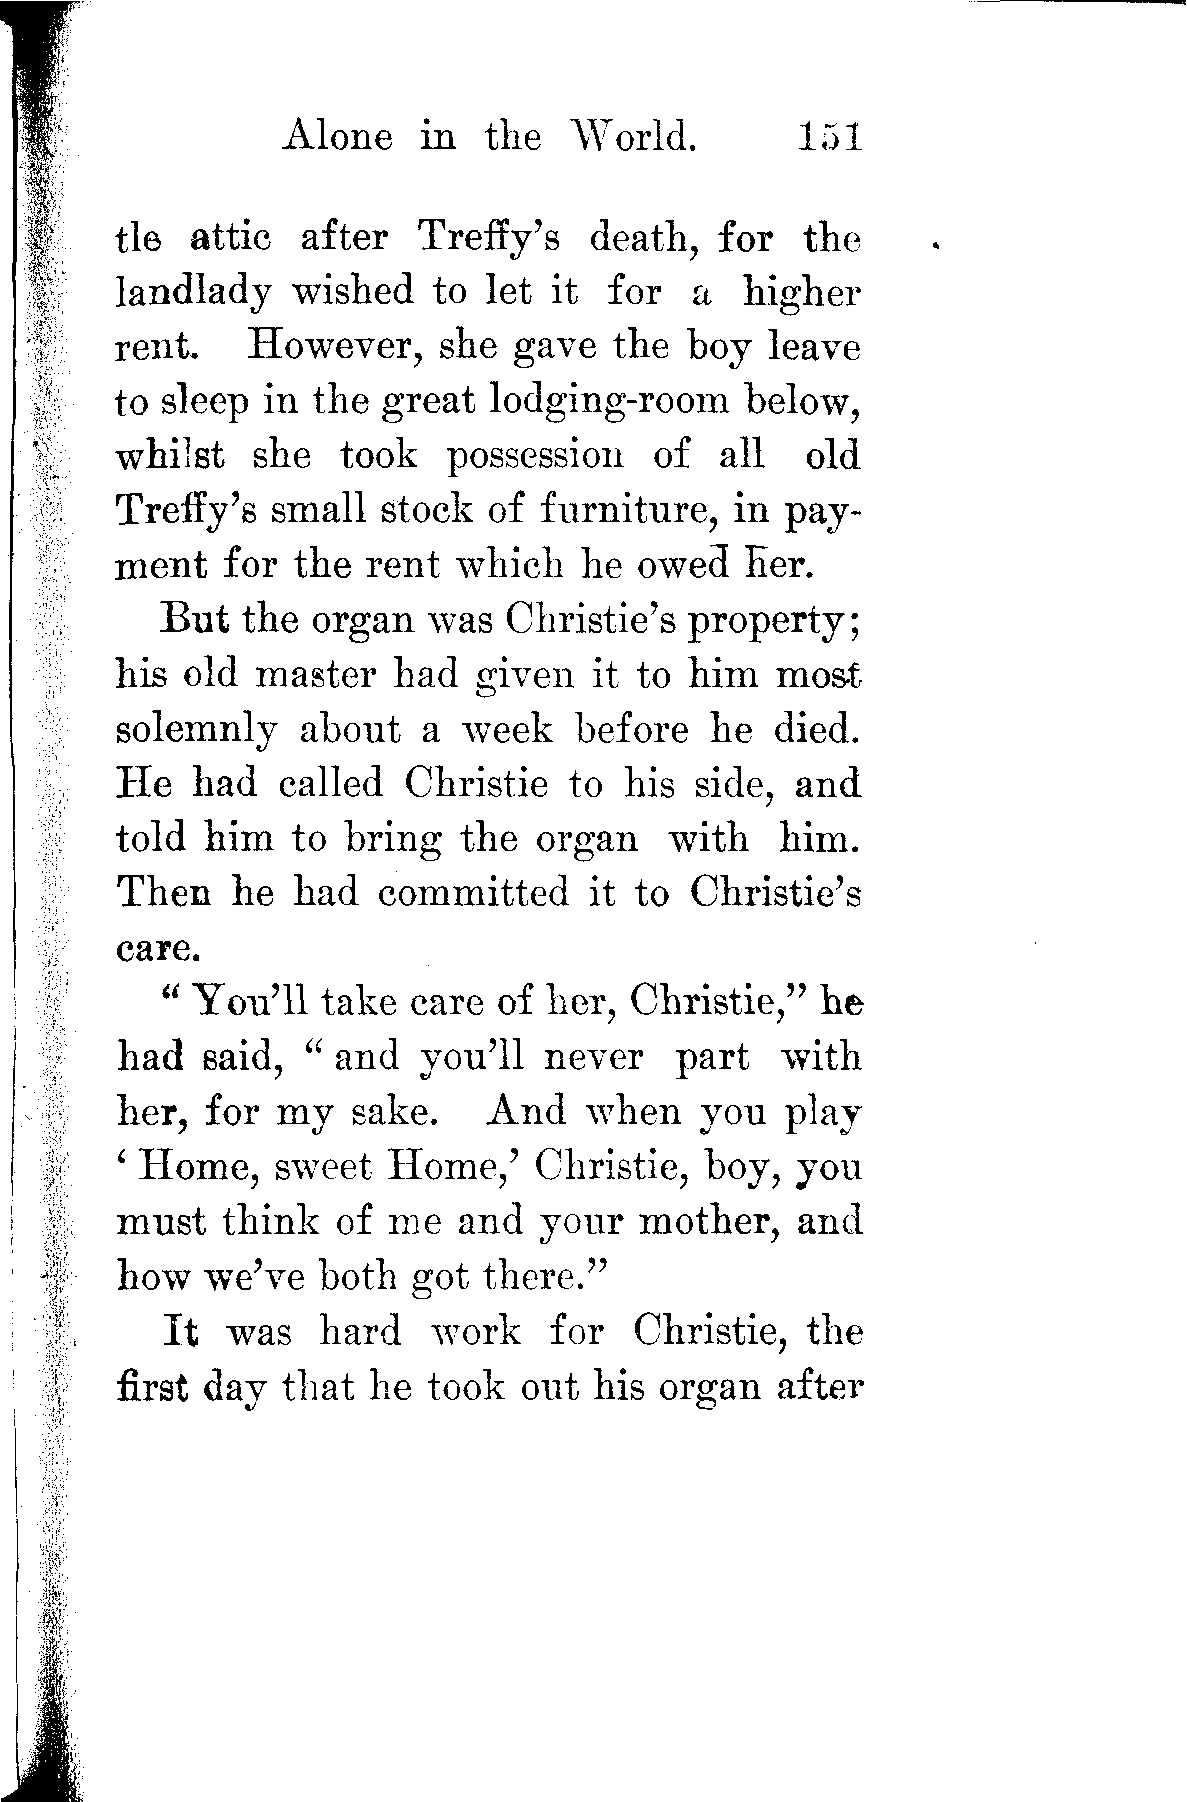 Alone in the World. 151
tle attic after Treffy's death, for the
landlady wished to let it for a higher
rent. However, she gave the boy leave
to sleep in the great lodging-room below,
whilst she took possession of all old
Treffy's small stock of furniture, in pay-
ment for the rent which he owed her.
But the organ was Christie's property;
his old master had given it to him most
solemnly about a week before he died.
He had called Christie to his side, and
told him to bring the organ with him.
Then he had committed it to Christie's
care.
“ You'll take care of her, Christie,” he
had said, “ and you'll never part with
her, for my sake. And when you play
‘ Home, sweet Home,’ Christie, boy, you
must think of me and your mother, and
how we've both got there.”
It was hard work for Christie, the
first day that he took out his organ after